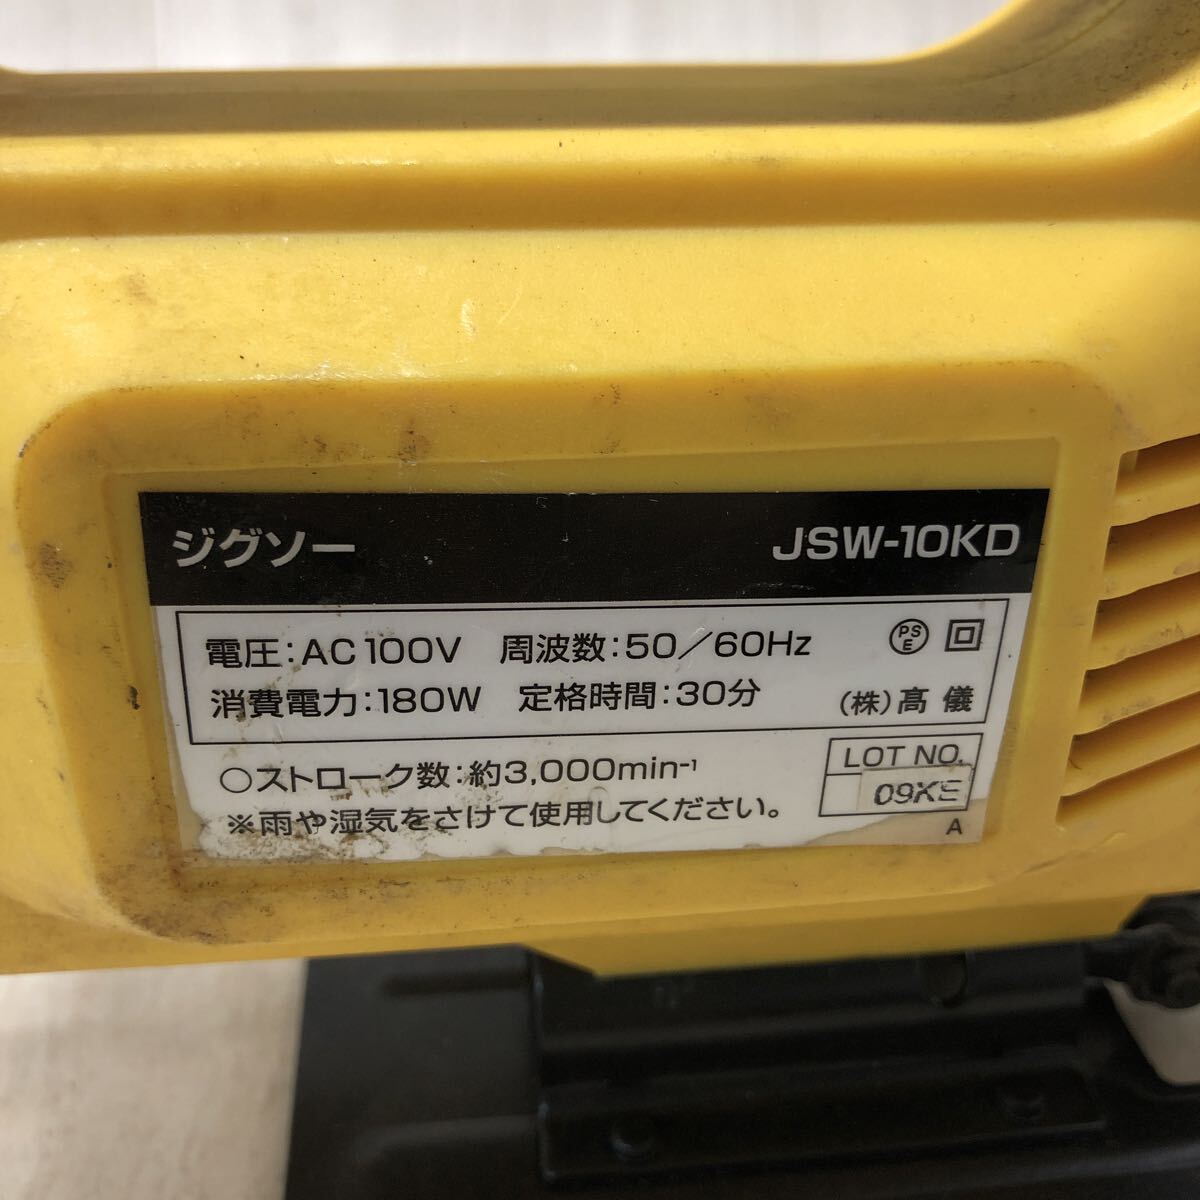 ジグソー JSW-10KD
電圧：AC100V 周波数：50／60Hz PSE
消費電力：180W 定格時間：30分 （株）髙儀
○ストローク数：約3,000min⁻¹ LOT NO.
※雨や湿気をさけて使用してください。 09KE
A